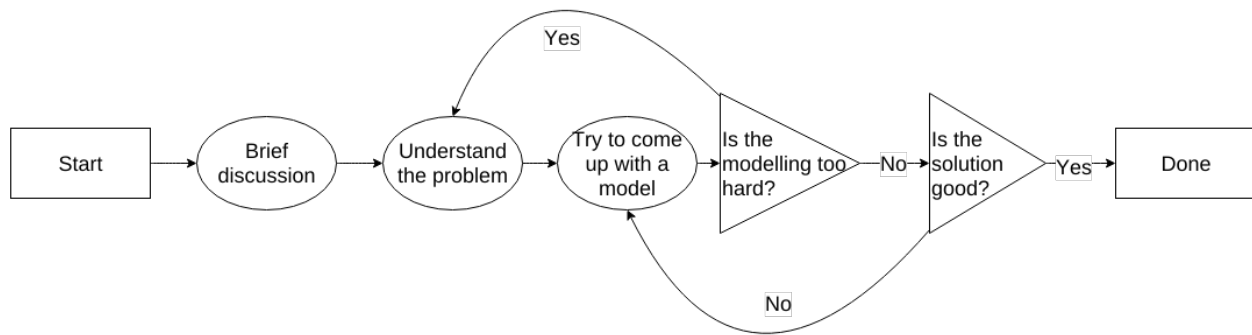 Yes
Start
Brief
discussion
Understand
the problem
Try to come
up with a
model
Is the
modelling too
hard?
No
Is the
solution
good?
Yes
Done
No